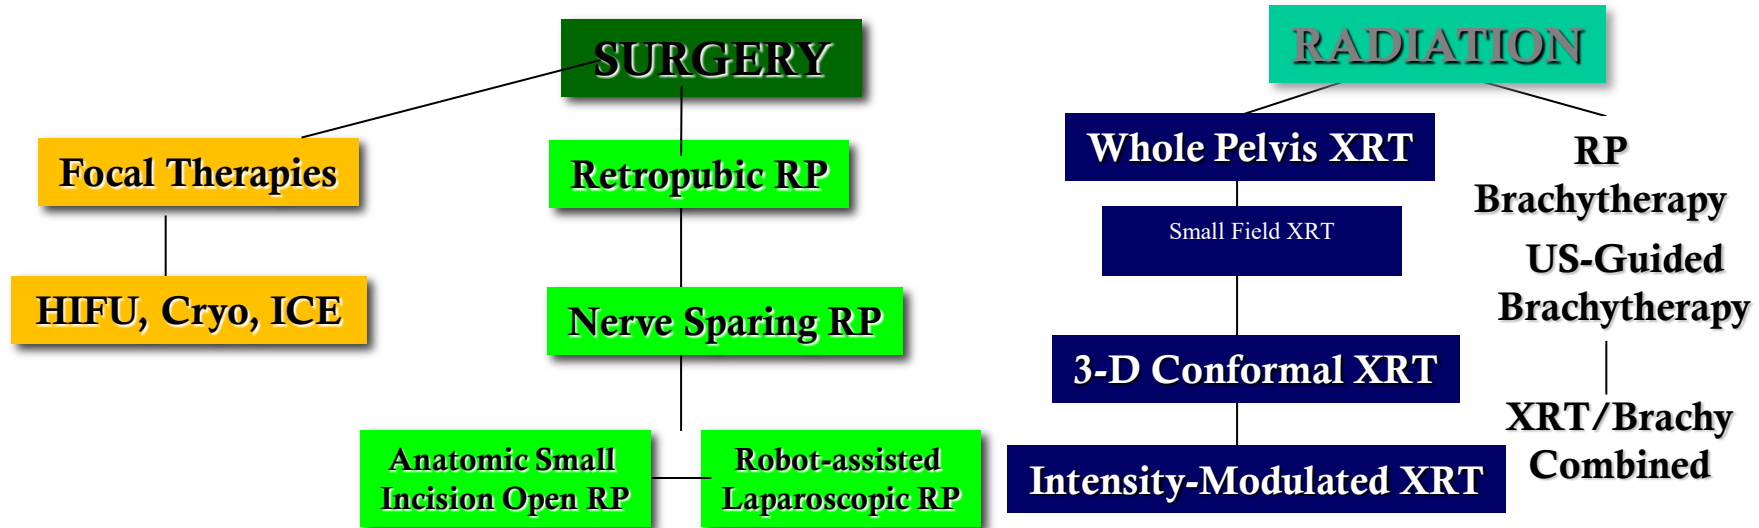 SURGERY
Focal Therapies
HIFU, Cryo, ICE
Retropubic RP
Nerve Sparing RP
Anatomic Small
Incision Open RP
Robot-assisted
Laparoscopic RP
RADIATION
Whole Pelvis XRT
Small Field XRT
3-D Conformal XRT
Intensity-Modulated XRT
RP
Brachytherapy
US-Guided
Brachytherapy
XRT/Brachy
Combined